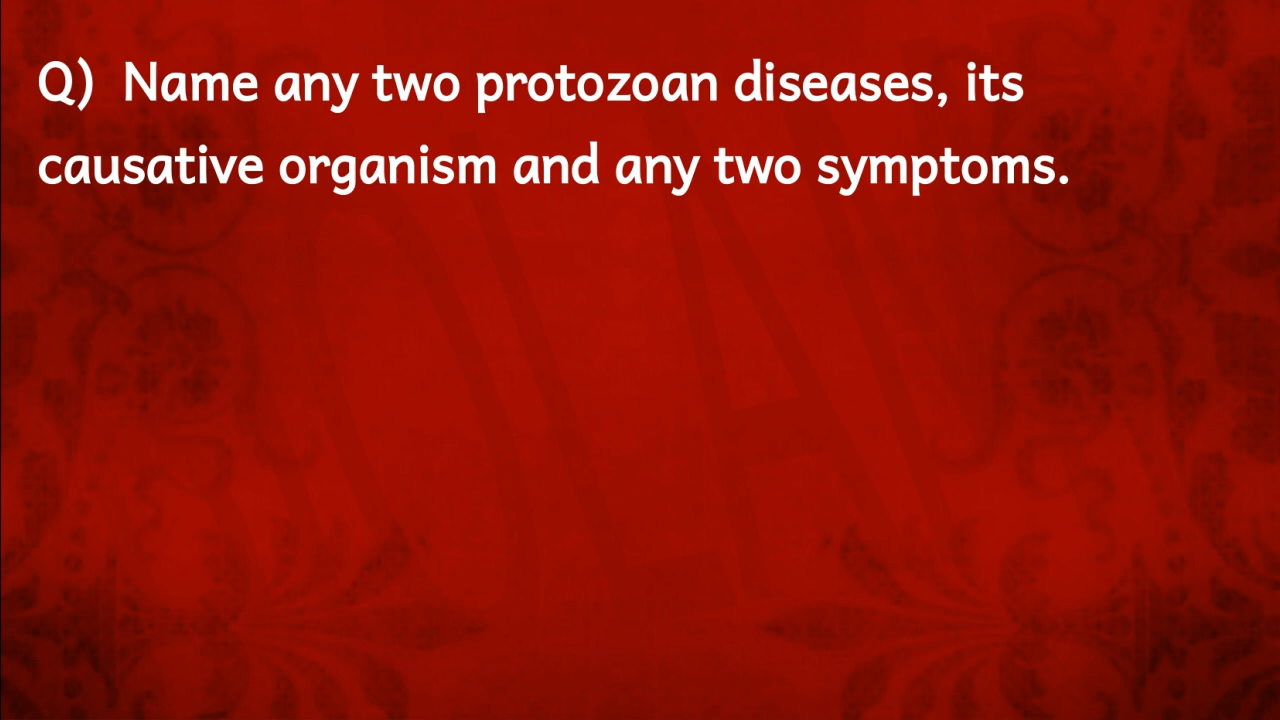 Q) Name any two protozoan diseases, its
causative organism and any two symptoms.